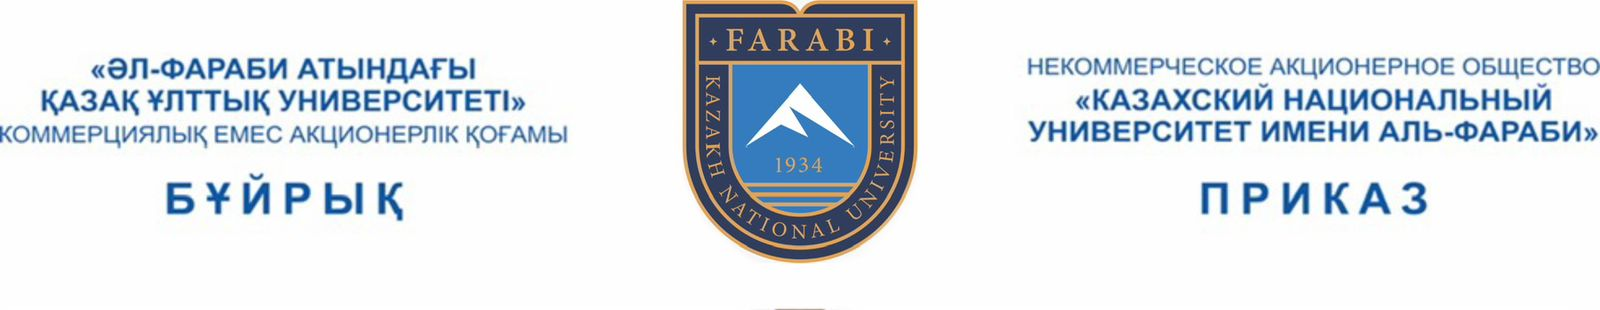 «ӘЛ-ФАРАБИ АТЫНДАҒЫ
ҚАЗАҚ ҰЛТТЫҚ УНИВЕРСИТЕТІ»
КОММЕРЦИЯЛЫҚ ЕМЕС АКЦИОНЕРЛІК ҚОҒАМЫ
БҰЙРЫҚ
FARABI
KAZAKH NATIONAL UNIVERSITY
1934
НЕКОММЕРЧЕСКОЕ АКЦИОНЕРНОЕ ОБЩЕСТВО
«КАЗАХСКИЙ НАЦИОНАЛЬНЫЙ
УНИВЕРСИТЕТ ИМЕНИ АЛЬ-ФАРАБИ»
ПРИКАЗ